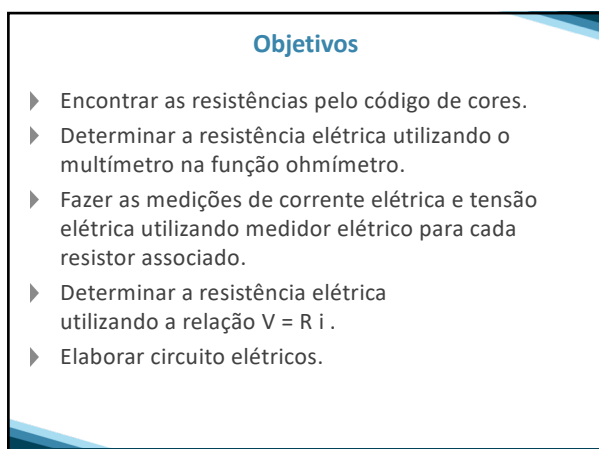 Objetivos
Encontrar as resistências pelo código de cores.
Determinar a resistência elétrica utilizando o
multímetro na função ohmímetro.
Fazer as medições de corrente elétrica e tensão
elétrica utilizando medidor elétrico para cada
resistor associado.
Determinar a resistência elétrica
utilizando a relação V = R i .
Elaborar circuito elétricos.